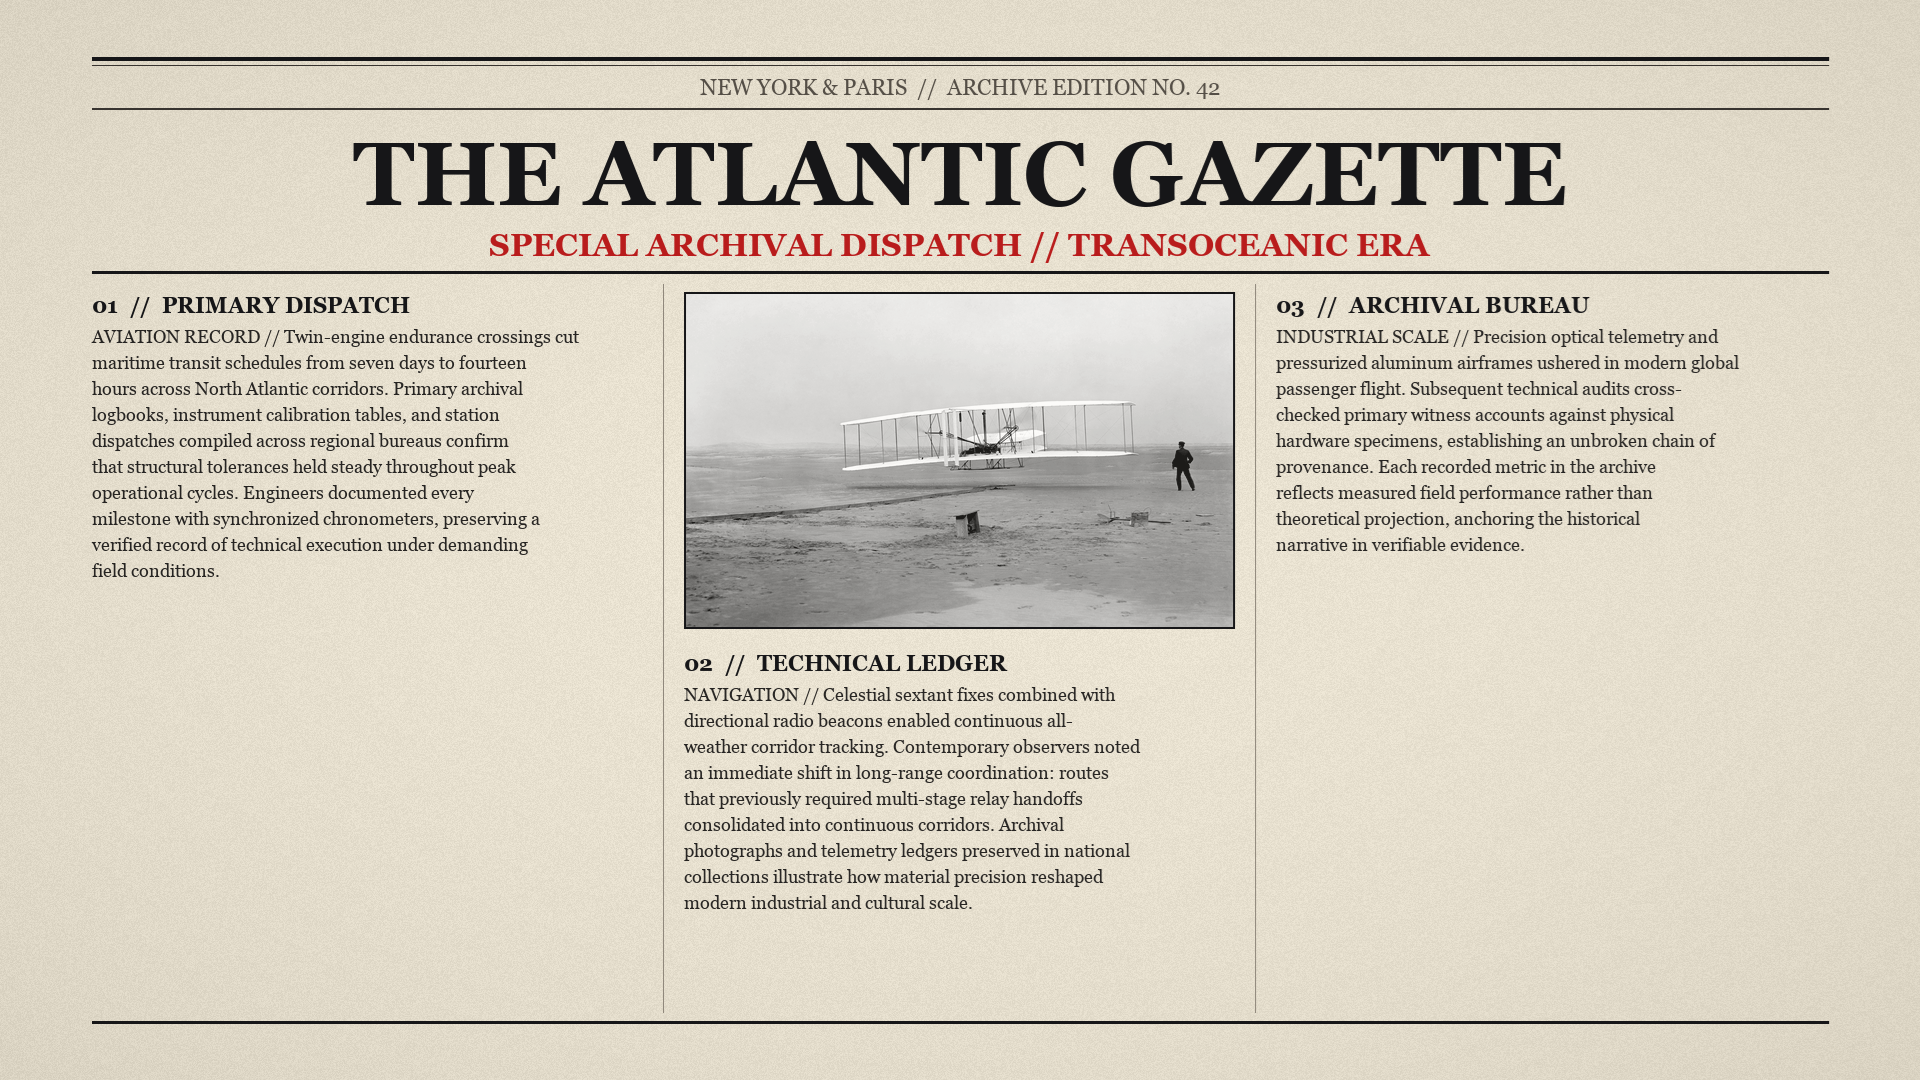 NEW YORK & PARIS // ARCHIVE EDITION NO. 42
THE ATLANTIC GAZETTE
SPECIAL ARCHIVAL DISPATCH // TRANSOCEANIC ERA
01 // PRIMARY DISPATCH
AVIATION RECORD // Twin-engine endurance crossings cut
maritime transit schedules from seven days to fourteen
hours across North Atlantic corridors. Primary archival
logbooks, instrument calibration tables, and station
dispatches compiled across regional bureaus confirm
that structural tolerances held steady throughout peak
operational cycles. Engineers documented every
milestone with synchronized chronometers, preserving a
verified record of technical execution under demanding
field conditions.
02 // TECHNICAL LEDGER
NAVIGATION // Celestial sextant fixes combined with
directional radio beacons enabled continuous all-
weather corridor tracking. Contemporary observers noted
an immediate shift in long-range coordination: routes
that previously required multi-stage relay handoffs
consolidated into continuous corridors. Archival
photographs and telemetry ledgers preserved in national
collections illustrate how material precision reshaped
modern industrial and cultural scale.
03 // ARCHIVAL BUREAU
INDUSTRIAL SCALE // Precision optical telemetry and
pressurized aluminum airframes ushered in modern global
passenger flight. Subsequent technical audits cross-
checked primary witness accounts against physical
hardware specimens, establishing an unbroken chain of
provenance. Each recorded metric in the archive
reflects measured field performance rather than
theoretical projection, anchoring the historical
narrative in verifiable evidence.